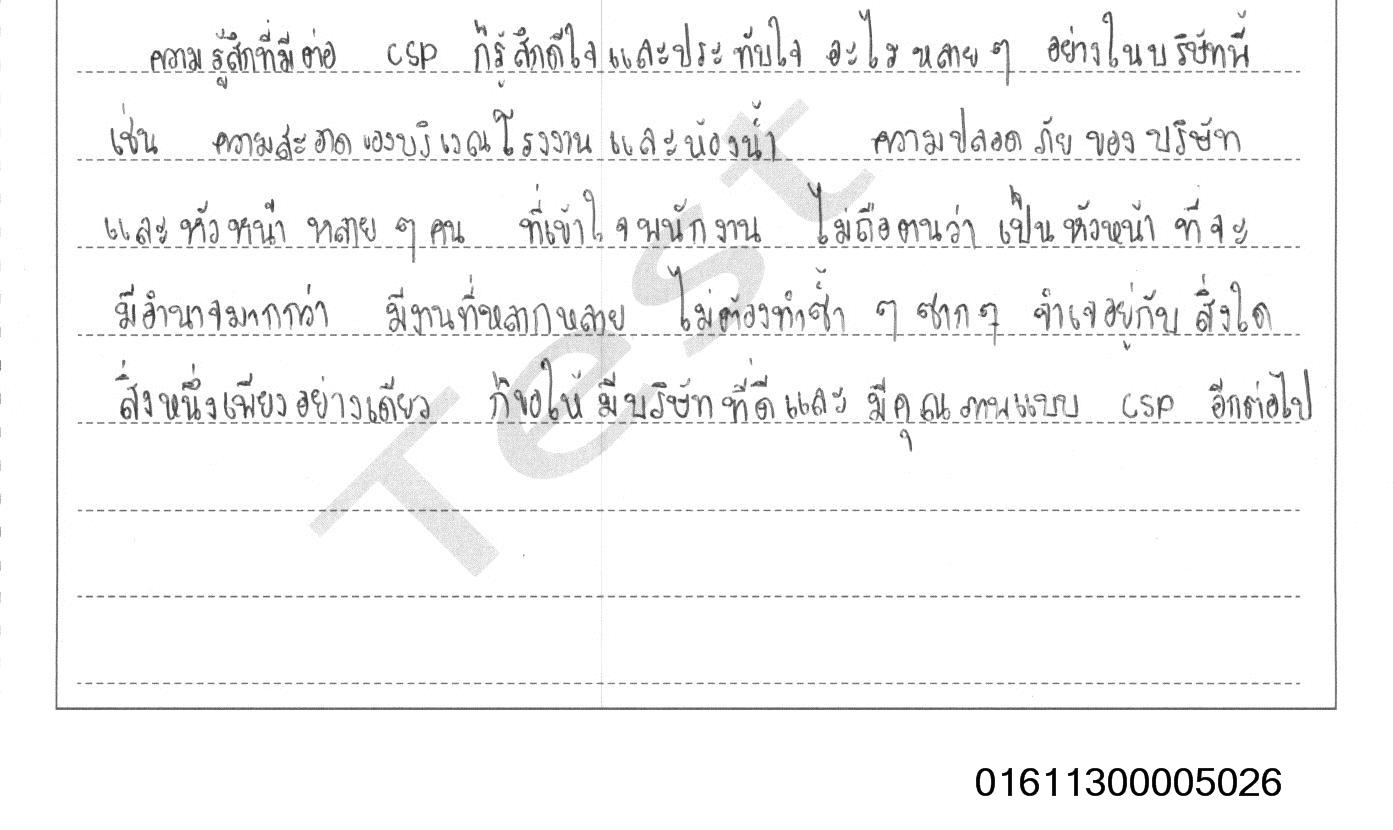 ความรู้สึกที่มีต่อ CSP ก็รู้สึกดีใจและประทับใจ อะไรหลายๆ อย่างในบริษัทนี้
เช่น ความสะอาดของบริเวณโรงงานและห้องน้ำ ความปลอดภัยของบริษัท
และหัวหน้า หลายๆคน ที่เข้าใจพนักงาน ไม่ถือตนว่า เป็นหัวหน้า ที่จะ
มีอำนาจมากกว่า มีงานที่หลากหลาย ไม่ต้องทำซ้ำๆ ซากๆ จำเจอยู่กับ สิ่งใด
สิ่งหนึ่งเพียงอย่างเดียว ก็ขอให้มีบริษัทที่ดีและ มีคุณภาพแบบ CSP อีกต่อไป
Test
01611300005026